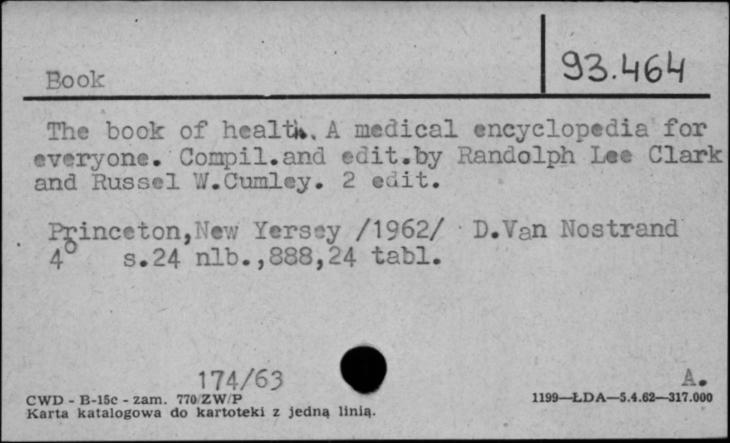 Book
93.464
The book of health. A medical encyclopedia for
everyone. Compil.and edit.by Randolph Lee Clark
and Russel W.Cumley. 2 edit.
Princeton,New Yersey /1962/ D.Van Nostrand
4° s.24 nlb.,888,24 tabl.
174/63
A.
CWD - B-15c - zam. 770/ZW/P
1199—ŁDA—5.4.62—317.000
Karta katalogowa do kartoteki z jedną linią.